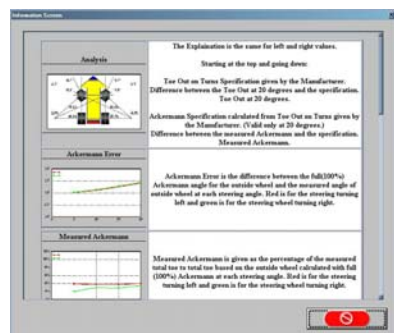 Information Screen
Analysis
The Explaination is the same for left and right values.
Starting at the top and going down:
Toe Out on Turns Specification given by the Manufacturer.
Difference between the Toe Out at 20 degrees and the specification.
Toe Out at 20 degrees.
Ackermann Specification calculated from Toe Out on Turns given by
the Manufacturer. (Valid only at 20 degrees.)
Difference between the measured Ackermann and the specification.
Measured Ackermann.
Ackermann Error
Ackermann Error is the difference between the full(100%)
Ackermann angle for the outside wheel and the measured angle of
outside wheel at each steering angle. Red is for the steering turning
left and green is for the steering wheel turning right.
Measured Ackermann
Measured Ackermann is given as the percentage of the measured
total toe to total toe based on the outside wheel calculated with full
(100%) Ackermann at each steering angle. Red is for the steering
turning left and green is for the steering wheel turning right.